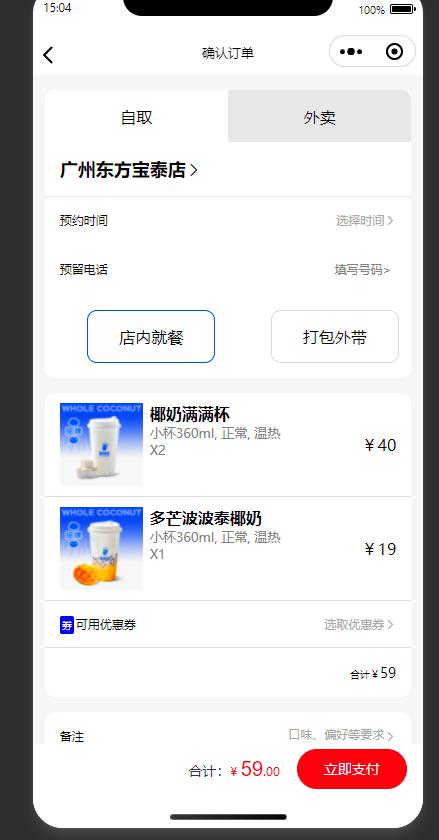 15:04
100%
确认订单
自取
外卖
广州东方宝泰店 >
预约时间
选择时间 >
预留电话
填写号码>
店内就餐
打包外带
WHOLE COCONUT
招牌
椰奶满满杯
小杯360ml, 正常, 温热
X2
￥40
WHOLE COCONUT
招牌
多芒波波泰椰奶
小杯360ml, 正常, 温热
X1
￥19
券 可用优惠券
选取优惠券 >
合计￥59
备注
口味、偏好等要求 >
合计：￥59.00
立即支付